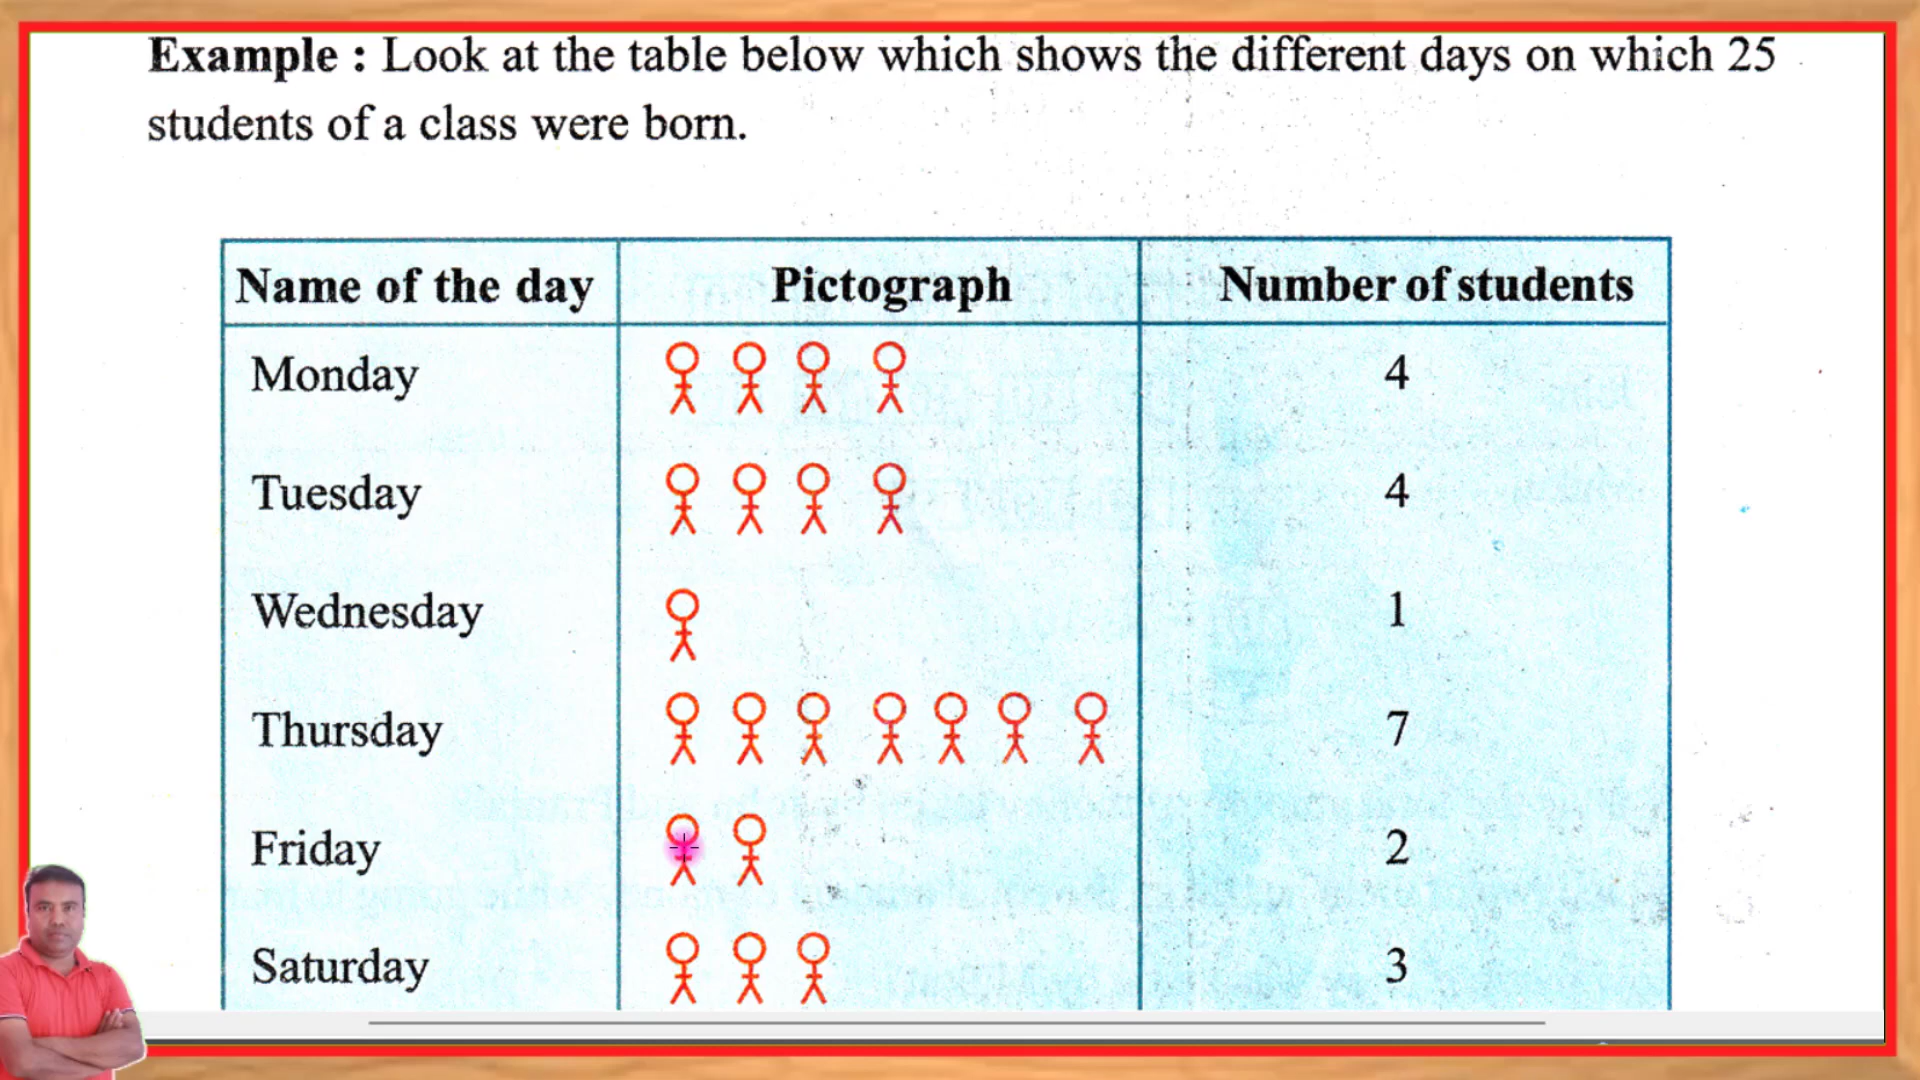 Example : Look at the table below which shows the different days on which 25
students of a class were born.
Name of the day Pictograph Number of students
Monday 4
Tuesday 4
Wednesday 1
Thursday 7
Friday 2
Saturday 3